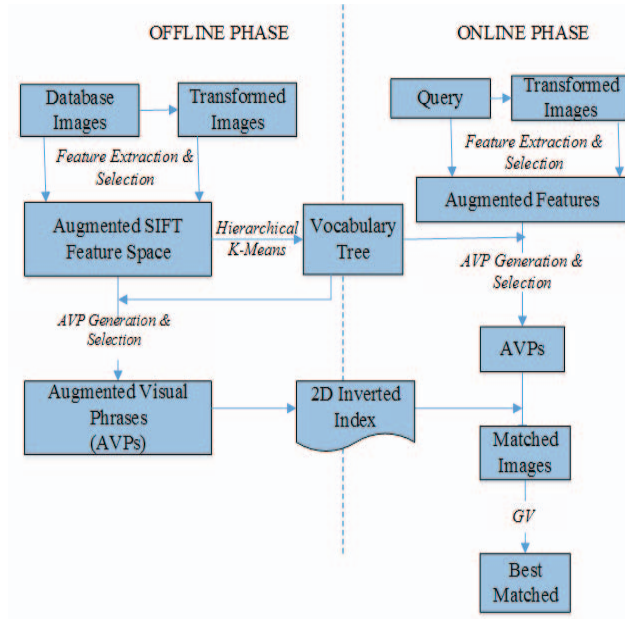 OFFLINE PHASE
ONLINE PHASE
Database
Images
Transformed
Images
Query
Transformed
Images
Feature Extraction &
Selection
Feature Extraction &
Selection
Augmented SIFT
Feature Space
Hierarchical
K-Means
Vocabulary
Tree
Augmented Features
AVP Generation &
Selection
AVP Generation &
Selection
AVPs
Augmented Visual
Phrases
(AVPs)
2D Inverted
Index
Matched
Images
GV
Best
Matched